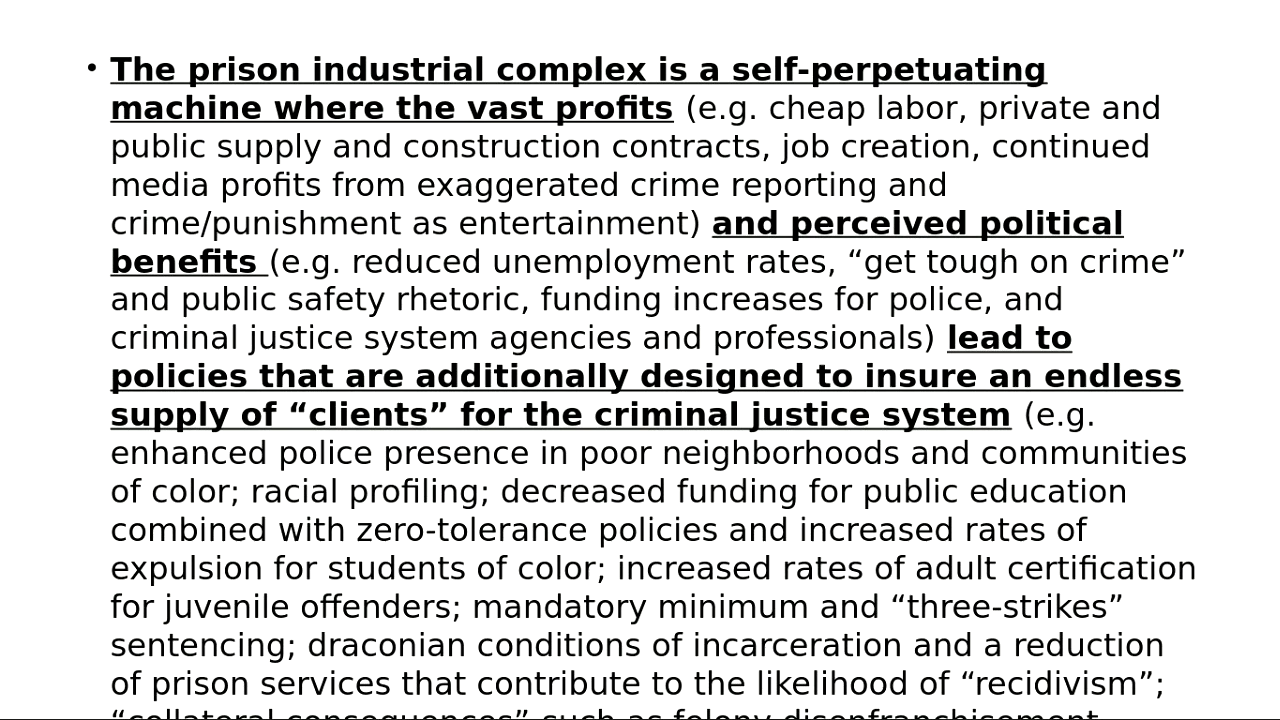 • The prison industrial complex is a self-perpetuating
machine where the vast profits (e.g. cheap labor, private and
public supply and construction contracts, job creation, continued
media profits from exaggerated crime reporting and
crime/punishment as entertainment) and perceived political
benefits (e.g. reduced unemployment rates, “get tough on crime”
and public safety rhetoric, funding increases for police, and
criminal justice system agencies and professionals) lead to
policies that are additionally designed to insure an endless
supply of “clients” for the criminal justice system (e.g.
enhanced police presence in poor neighborhoods and communities
of color; racial profiling; decreased funding for public education
combined with zero-tolerance policies and increased rates of
expulsion for students of color; increased rates of adult certification
for juvenile offenders; mandatory minimum and “three-strikes”
sentencing; draconian conditions of incarceration and a reduction
of prison services that contribute to the likelihood of “recidivism”;
“collateral consequences” such as felony disenfranchisement